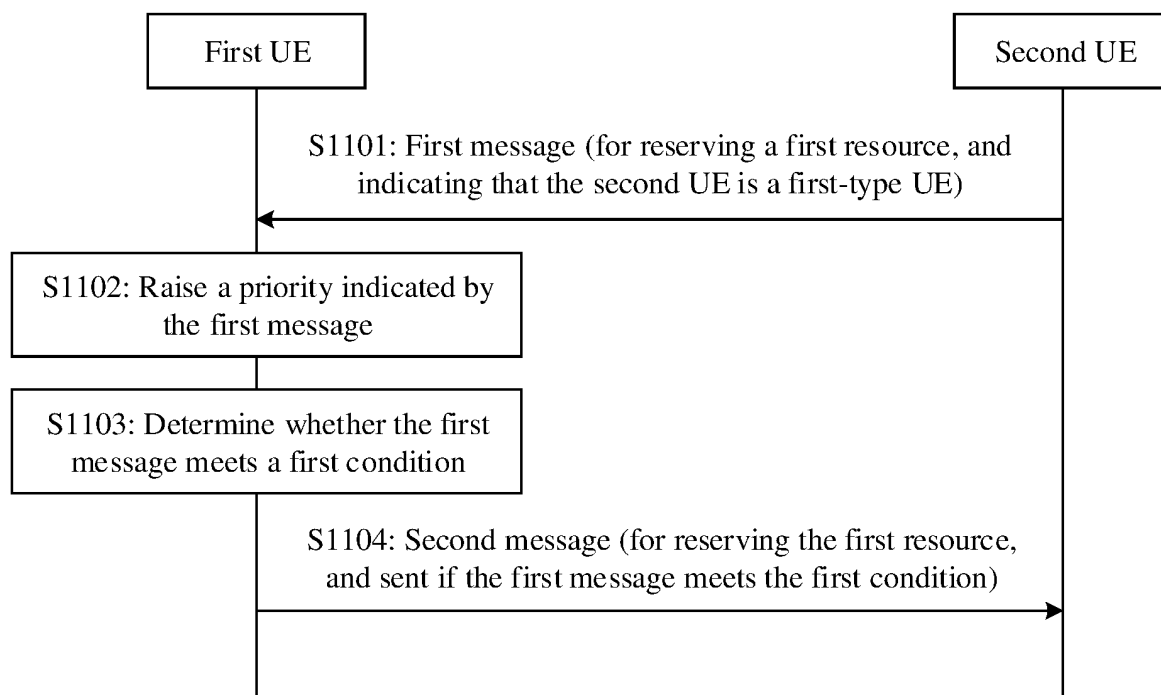 First UE
Second UE
S1101: First message (for reserving a first resource, and
indicating that the second UE is a first-type UE)
S1102: Raise a priority indicated by
the first message
S1103: Determine whether the first
message meets a first condition
S1104: Second message (for reserving the first resource,
and sent if the first message meets the first condition)